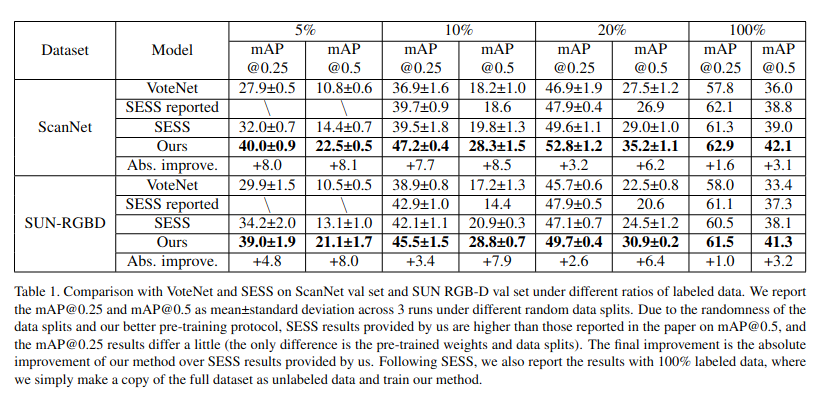 Dataset Model 5% 10% 20% 100%
mAP @0.25 mAP @0.5 mAP @0.25 mAP @0.5 mAP @0.25 mAP @0.5 mAP @0.25 mAP @0.5
ScanNet VoteNet 27.9±0.5 10.8±0.6 36.9±1.6 18.2±1.0 46.9±1.9 27.5±1.2 57.8 36.0
SESS reported \ \ 39.7±0.9 18.6 47.9±0.4 26.9 62.1 38.8
SESS 32.0±0.7 14.4±0.7 39.5±1.8 19.8±1.3 49.6±1.1 29.0±1.0 61.3 39.0
Ours 40.0±0.9 22.5±0.5 47.2±0.4 28.3±1.5 52.8±1.2 35.2±1.1 62.9 42.1
Abs. improve. +8.0 +8.1 +7.7 +8.5 +3.2 +6.2 +1.6 +3.1
SUN-RGBD VoteNet 29.9±1.5 10.5±0.5 38.9±0.8 17.2±1.3 45.7±0.6 22.5±0.8 58.0 33.4
SESS reported \ \ 42.9±1.0 14.4 47.9±0.5 20.6 61.1 37.3
SESS 34.2±2.0 13.1±1.0 42.1±1.1 20.9±0.3 47.1±0.7 24.5±1.2 60.5 38.1
Ours 39.0±1.9 21.1±1.7 45.5±1.5 28.8±0.7 49.7±0.4 30.9±0.2 61.5 41.3
Abs. improve. +4.8 +8.0 +3.4 +7.9 +2.6 +6.4 +1.0 +3.2
Table 1. Comparison with VoteNet and SESS on ScanNet val set and SUN RGB-D val set under different ratios of labeled data. We report
the mAP@0.25 and mAP@0.5 as mean±standard deviation across 3 runs under different random data splits. Due to the randomness of the
data splits and our better pre-training protocol, SESS results provided by us are higher than those reported in the paper on mAP@0.5, and
the mAP@0.25 results differ a little (the only difference is the pre-trained weights and data splits). The final improvement is the absolute
improvement of our method over SESS results provided by us. Following SESS, we also report the results with 100% labeled data, where
we simply make a copy of the full dataset as unlabeled data and train our method.